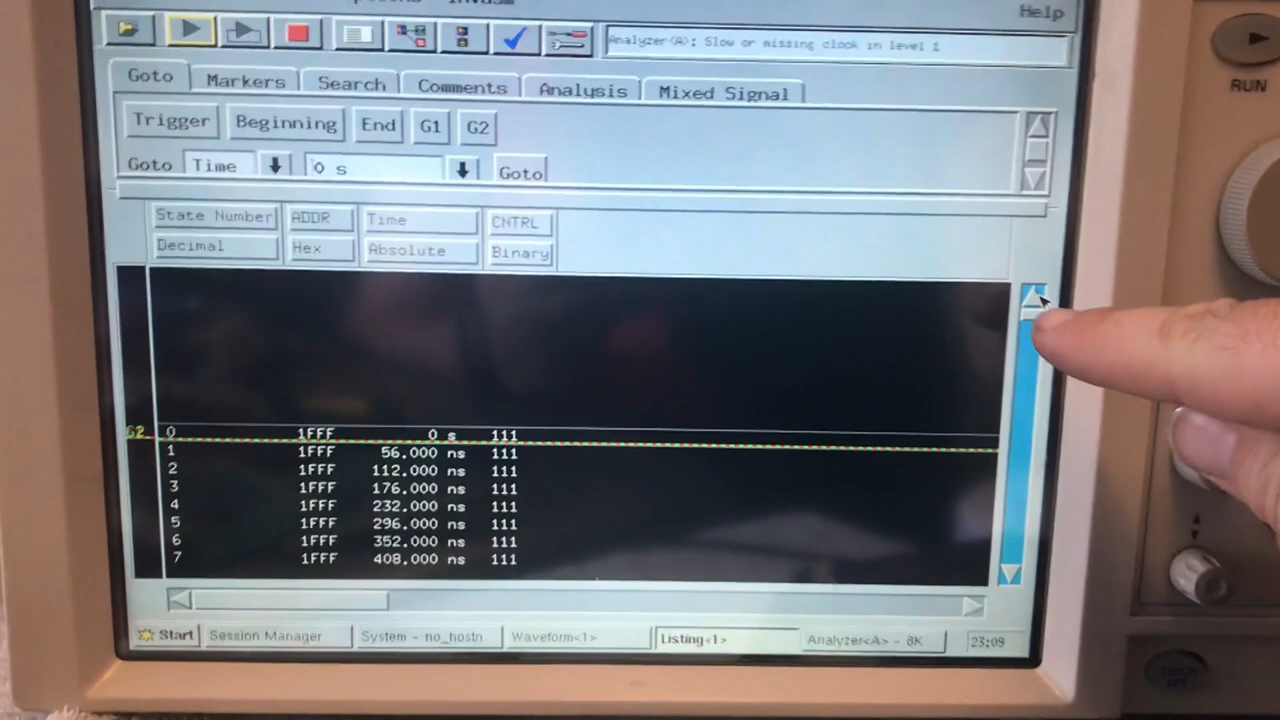 Help
Analyzer(A): Slow or missing clock in level 1
RUN
Goto Markers Search Comments Analysis Mixed Signal
Trigger Beginning End G1 G2
Goto Time 0 s Goto
State Number ADDR Time CNTRL
Decimal Hex Absolute Binary
G2 0 1FFF 0 s 111
1 1FFF 56.000 ns 111
2 1FFF 112.000 ns 111
3 1FFF 176.000 ns 111
4 1FFF 232.000 ns 111
5 1FFF 296.000 ns 111
6 1FFF 352.000 ns 111
7 1FFF 408.000 ns 111
Start Session Manager System - no_hostn Waveform<1> Listing<1> Analyzer<A> - 8K 23:09
TOUCH
OFF